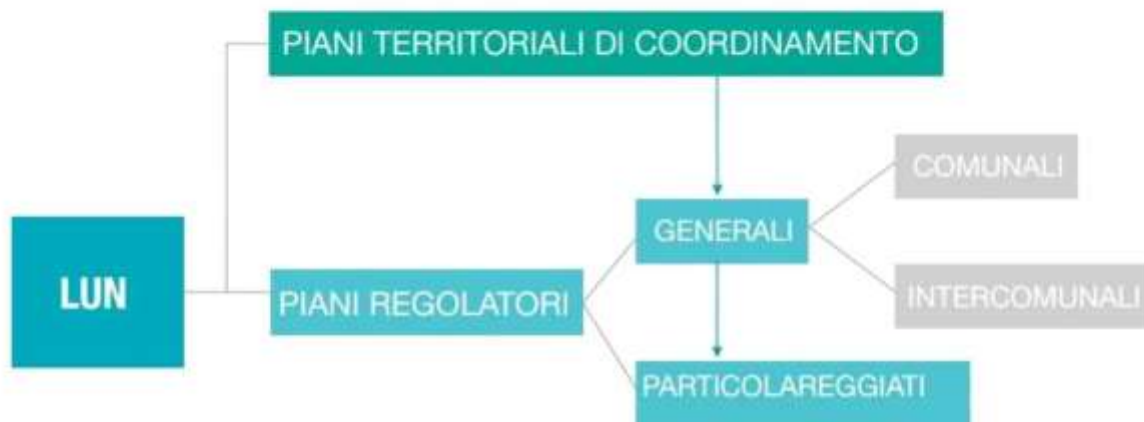 PIANI TERRITORIALI DI COORDINAMENTO
COMUNALI
GENERALI
LUN
PIANI REGOLATORI
INTERCOMUNALI
PARTICOLAREGGIATI